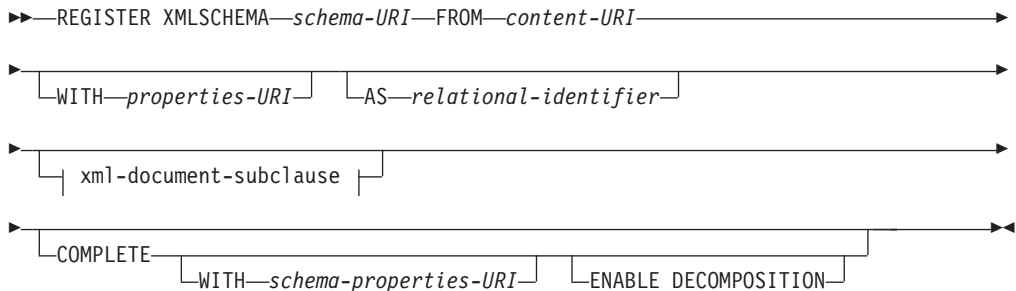 REGISTER XMLSCHEMA schema-URI FROM content-URI
WITH properties-URI AS relational-identifier
xml-document-subclause
COMPLETE
WITH schema-properties-URI ENABLE DECOMPOSITION